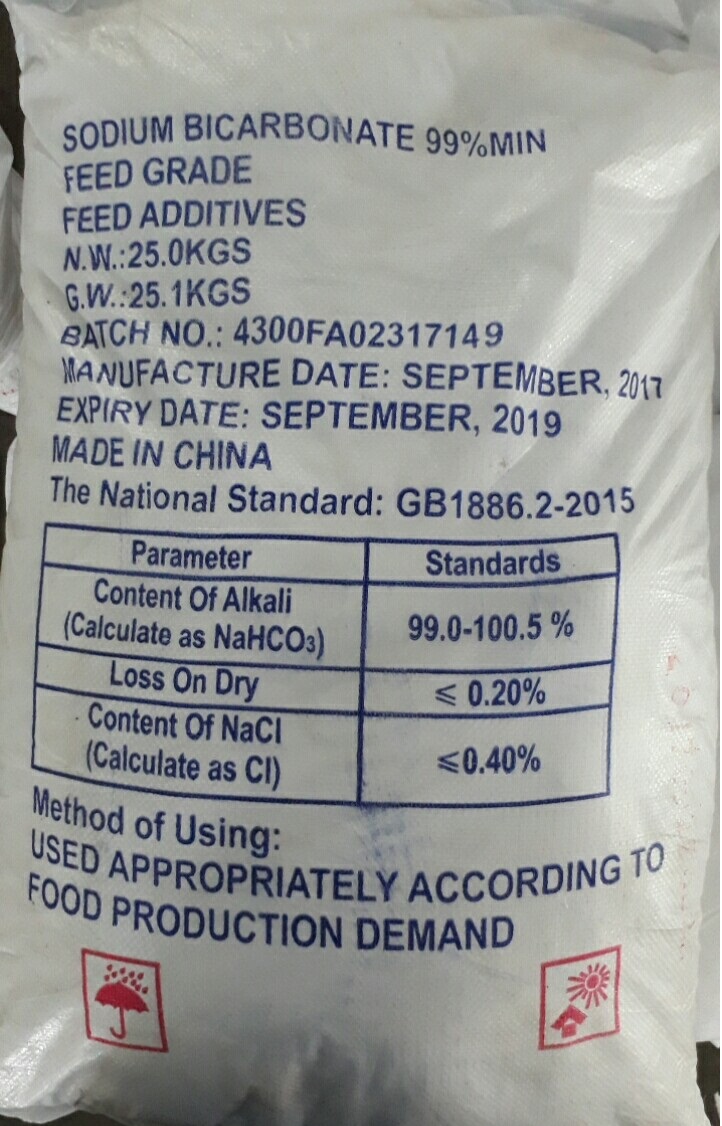 SODIUM BICARBONATE 99%MIN
FEED GRADE
FEED ADDITIVES
N.W.:25.0KGS
G.W.:25.1KGS
BATCH NO.: 4300FA02317149
MANUFACTURE DATE: SEPTEMBER, 2017
EXPIRY DATE: SEPTEMBER, 2019
MADE IN CHINA
The National Standard: GB1886.2-2015
Parameter Standards
Content Of Alkali
(Calculate as NaHCO₃) 99.0-100.5 %
Loss On Dry ≤ 0.20%
Content Of NaCl
(Calculate as Cl) ≤0.40%
Method of Using:
USED APPROPRIATELY ACCORDING TO
FOOD PRODUCTION DEMAND